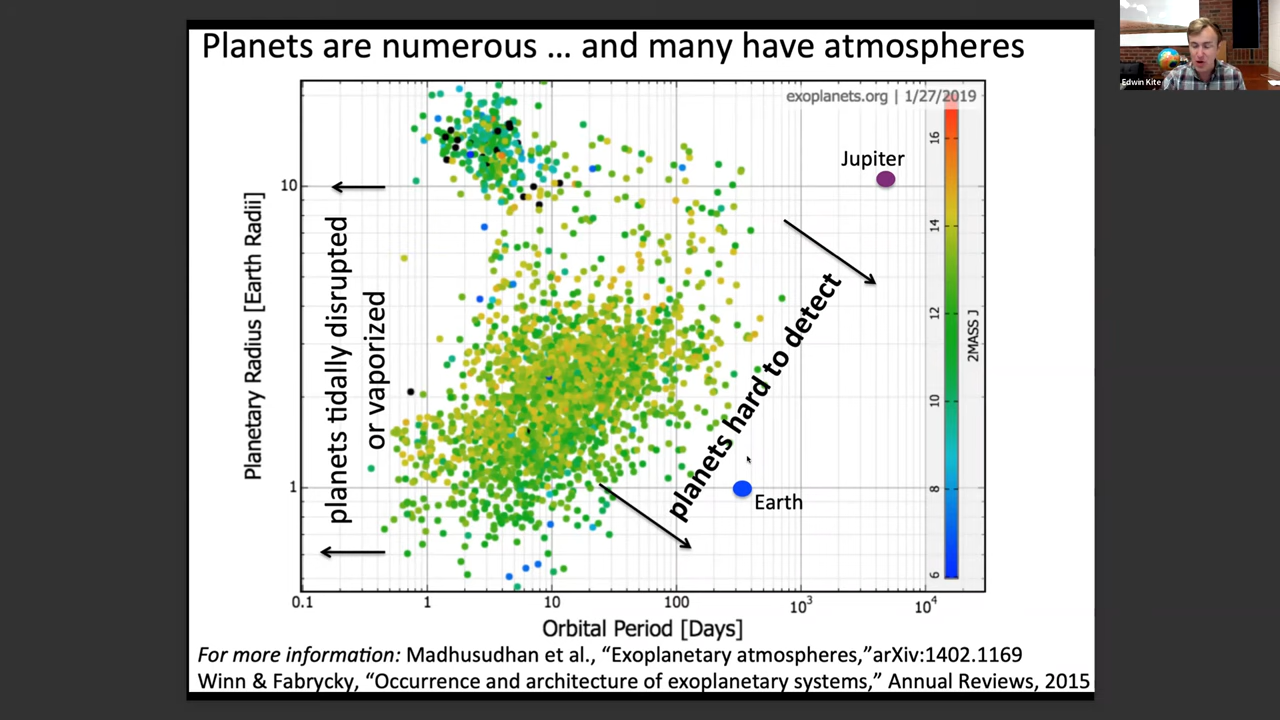 Planets are numerous … and many have atmospheres
Edwin Kite
exoplanets.org | 1/27/2019
Jupiter
10
1
Planetary Radius [Earth Radii]
planets tidally disrupted
or vaporized
planets hard to detect
Earth
16
14
12
10
8
6
2MASS J
0.1
1
10
100
10³
10⁴
Orbital Period [Days]
For more information: Madhusudhan et al., “Exoplanetary atmospheres,”arXiv:1402.1169
Winn & Fabrycky, “Occurrence and architecture of exoplanetary systems,” Annual Reviews, 2015